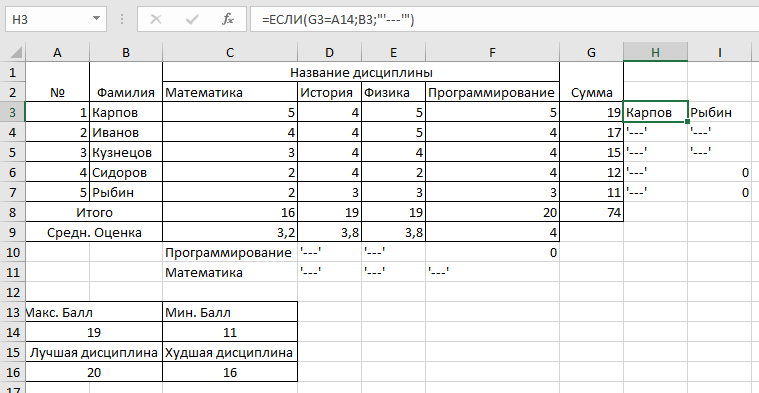 H3 =ЕСЛИ(G3=A14;B3;"'---'")
A B C D E F G H I
1 Название дисциплины
2 № Фамилия Математика История Физика Программирование Сумма
3 1 Карпов 5 4 5 5 19 Карпов Рыбин
4 2 Иванов 4 4 5 4 17 '---' '---'
5 3 Кузнецов 3 4 4 4 15 '---' '---'
6 4 Сидоров 2 4 2 4 12 '---' 0
7 5 Рыбин 2 3 3 3 11 '---' 0
8 Итого 16 19 19 20 74
9 Средн. Оценка 3,2 3,8 3,8 4
10 Программирование '---' '---' 0
11 Математика '---' '---' '---'
12
13 Макс. Балл Мин. Балл
14 19 11
15 Лучшая дисциплина Худшая дисциплина
16 20 16
17